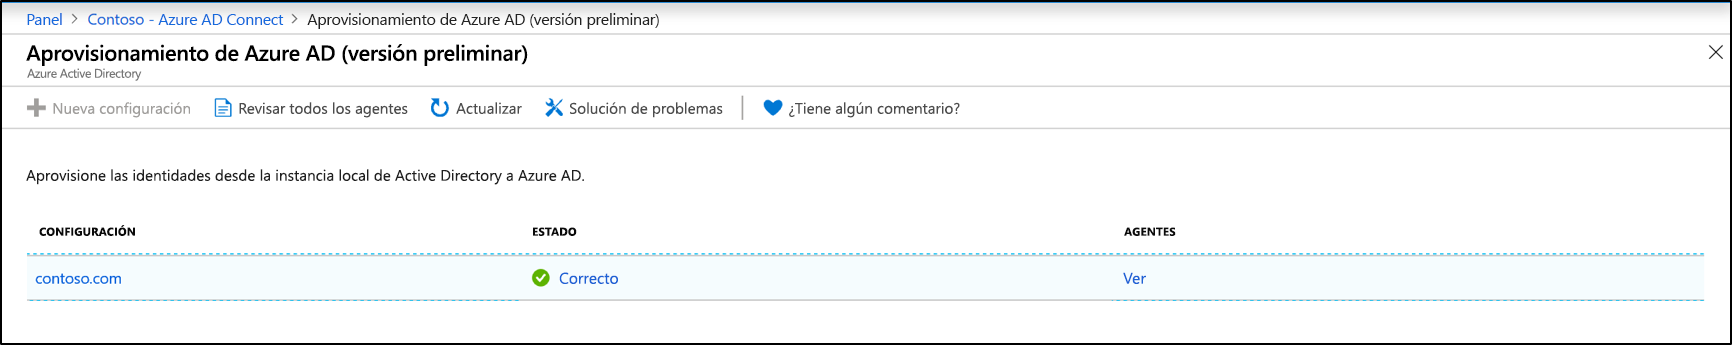 Panel > Contoso - Azure AD Connect > Aprovisionamiento de Azure AD (versión preliminar)
Aprovisionamiento de Azure AD (versión preliminar)
Azure Active Directory
Nueva configuración Revisar todos los agentes Actualizar Solución de problemas ¿Tiene algún comentario?
Aprovisione las identidades desde la instancia local de Active Directory a Azure AD.
CONFIGURACIÓN ESTADO AGENTES
contoso.com Correcto Ver